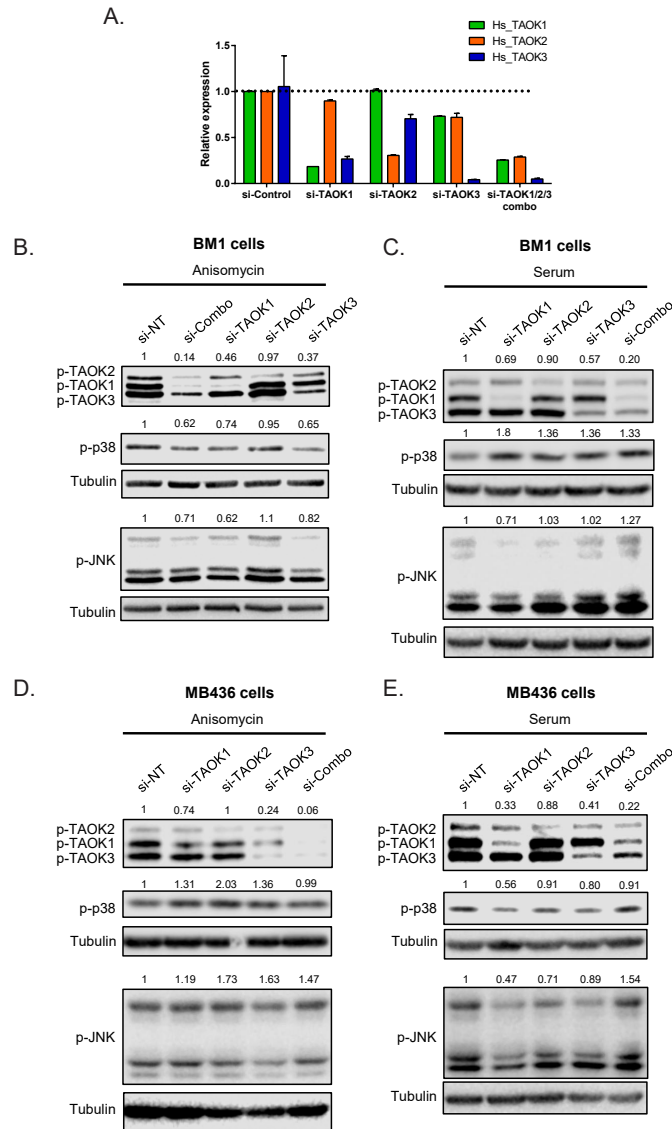 A.
Hs_TAOK1
Hs_TAOK2
Hs_TAOK3
Relative expression
1.5
1.0
0.5
0.0
si-Control
si-TAOK1
si-TAOK2
si-TAOK3
si-TAOK1/2/3
combo
B.
BM1 cells
Anisomycin
si-NT si-Combo si-TAOK1 si-TAOK2 si-TAOK3
1 0.14 0.46 0.97 0.37
p-TAOK2
p-TAOK1
p-TAOK3
1 0.62 0.74 0.95 0.65
p-p38
Tubulin
1 0.71 0.62 1.1 0.82
p-JNK
Tubulin
C.
BM1 cells
Serum
si-NT si-TAOK1 si-TAOK2 si-TAOK3 si-Combo
1 0.69 0.90 0.57 0.20
p-TAOK2
p-TAOK1
p-TAOK3
1 1.8 1.36 1.36 1.33
p-p38
Tubulin
1 0.71 1.03 1.02 1.27
p-JNK
Tubulin
D.
MB436 cells
Anisomycin
si-NT si-TAOK1 si-TAOK2 si-TAOK3 si-Combo
1 0.74 1 0.24 0.06
p-TAOK2
p-TAOK1
p-TAOK3
1 1.31 2.03 1.36 0.99
p-p38
Tubulin
1 1.19 1.73 1.63 1.47
p-JNK
Tubulin
E.
MB436 cells
Serum
si-NT si-TAOK1 si-TAOK2 si-TAOK3 si-Combo
1 0.33 0.88 0.41 0.22
p-TAOK2
p-TAOK1
p-TAOK3
1 0.56 0.91 0.80 0.91
p-p38
Tubulin
1 0.47 0.71 0.89 1.54
p-JNK
Tubulin